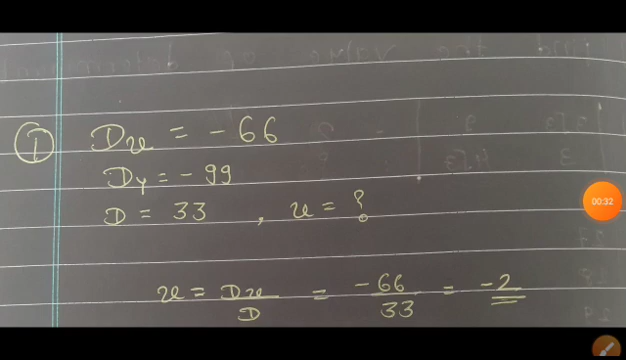 ① Dx = - 66
Dy = - 99
D = 33 , x = ?
x = Dx/D = -66/33 = -2
00:32